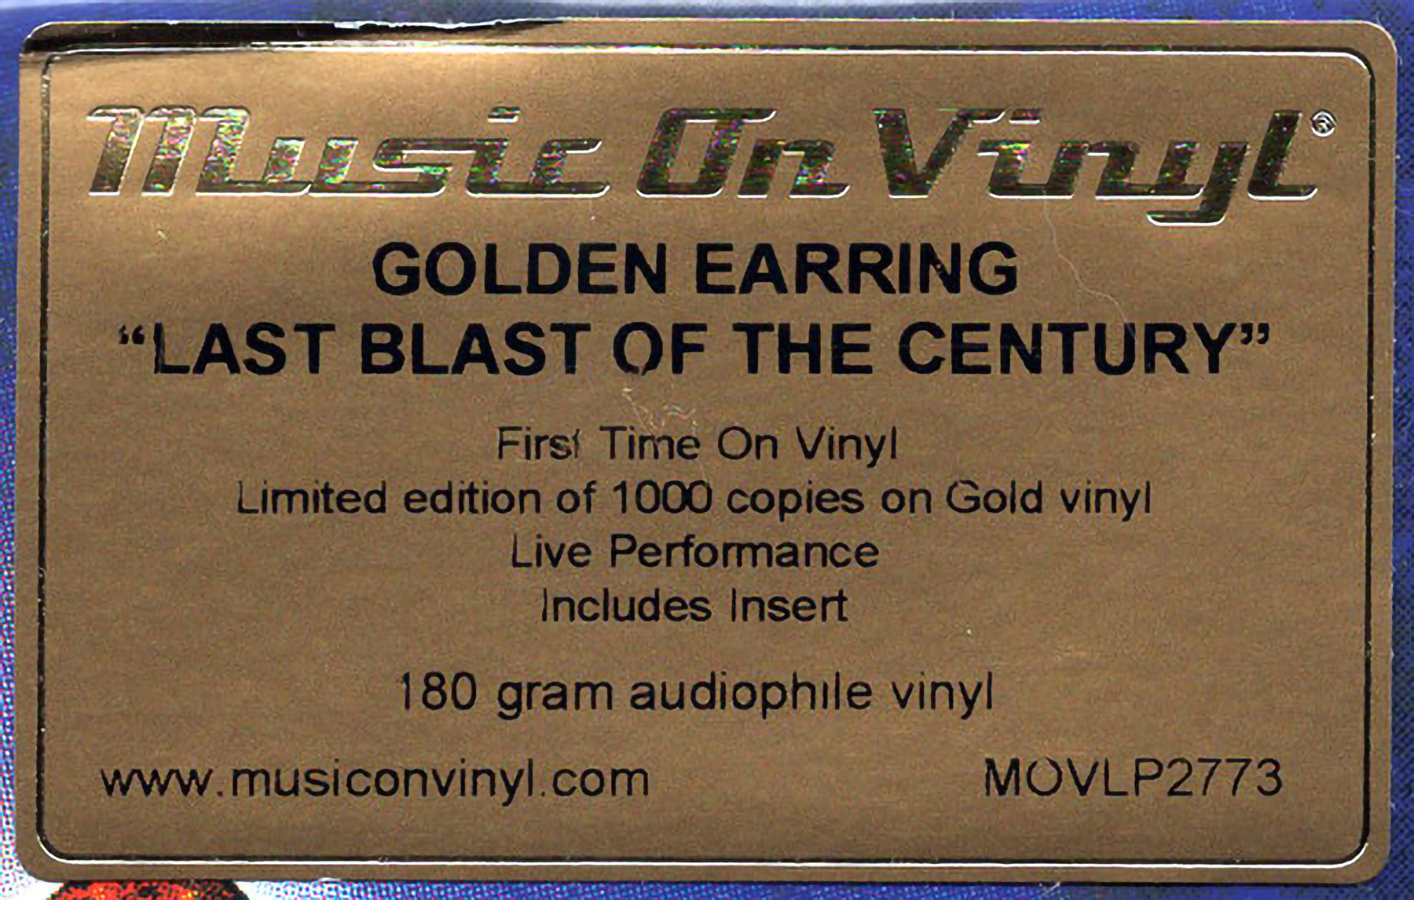 Music On Vinyl®
GOLDEN EARRING
“LAST BLAST OF THE CENTURY”
First Time On Vinyl
Limited edition of 1000 copies on Gold vinyl
Live Performance
Includes Insert
180 gram audiophile vinyl
www.musiconvinyl.com
MOVLP2773